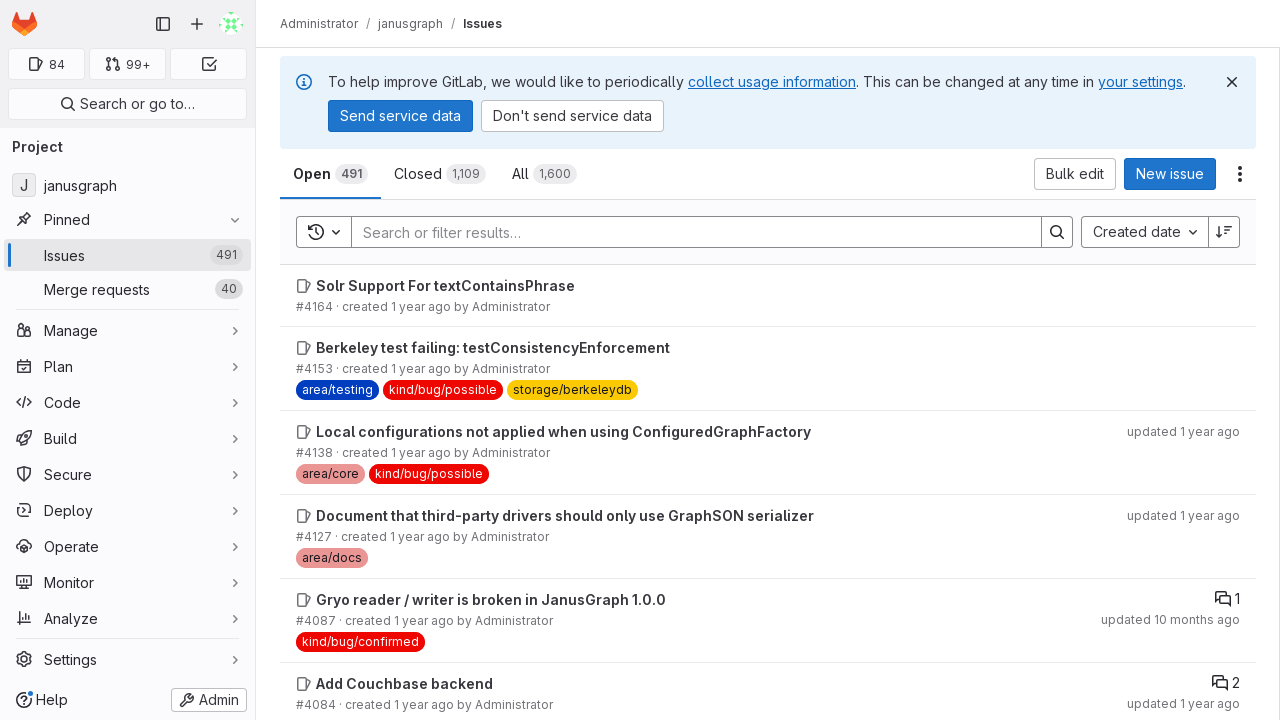 Administrator / janusgraph / Issues
84
99+
Search or go to…
Project
J janusgraph
Pinned
Issues 491
Merge requests 40
Manage
Plan
Code
Build
Secure
Deploy
Operate
Monitor
Analyze
Settings
Help
Admin
To help improve GitLab, we would like to periodically collect usage information. This can be changed at any time in your settings.
Send service data
Don't send service data
Open 491
Closed 1,109
All 1,600
Bulk edit
New issue
Search or filter results…
Created date
Solr Support For textContainsPhrase
#4164 · created 1 year ago by Administrator
Berkeley test failing: testConsistencyEnforcement
#4153 · created 1 year ago by Administrator
area/testing kind/bug/possible storage/berkeleydb
Local configurations not applied when using ConfiguredGraphFactory
updated 1 year ago
#4138 · created 1 year ago by Administrator
area/core kind/bug/possible
Document that third-party drivers should only use GraphSON serializer
updated 1 year ago
#4127 · created 1 year ago by Administrator
area/docs
Gryo reader / writer is broken in JanusGraph 1.0.0
1
#4087 · created 1 year ago by Administrator
updated 10 months ago
kind/bug/confirmed
Add Couchbase backend
2
#4084 · created 1 year ago by Administrator
updated 1 year ago